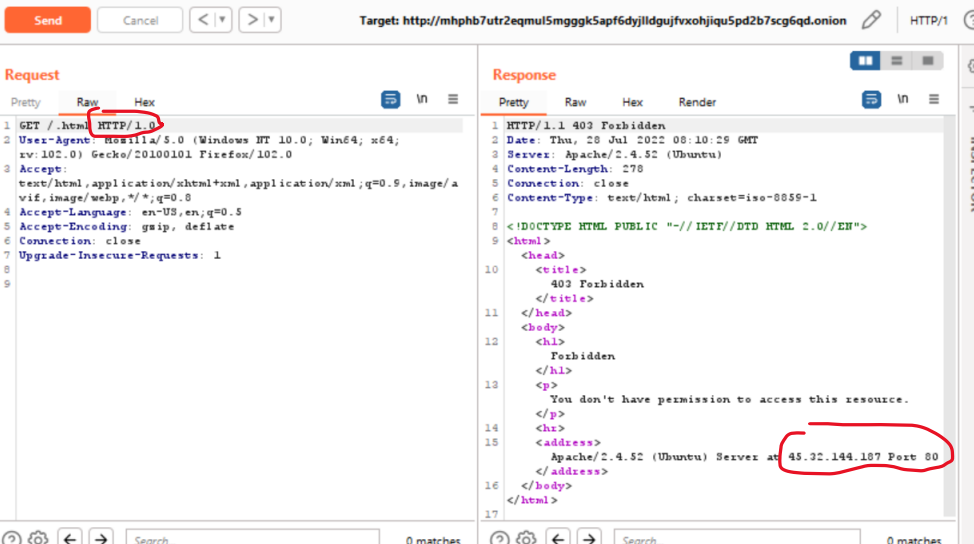 Send
Cancel
Target: http://mhphb7utr2eqmul5mgggk5apf6dyjlldgujfvxohjiqu5pd2b7scg6qd.onion
HTTP/1
Request
Pretty Raw Hex
\n
1 GET /.html HTTP/1.0
2 User-Agent: Mozilla/5.0 (Windows NT 10.0; Win64; x64;
rv:102.0) Gecko/20100101 Firefox/102.0
3 Accept:
text/html,application/xhtml+xml,application/xml;q=0.9,image/a
vif,image/webp,*/*;q=0.8
4 Accept-Language: en-US,en;q=0.5
5 Accept-Encoding: gzip, deflate
6 Connection: close
7 Upgrade-Insecure-Requests: 1
8
9
Search...
0 matches
Response
Pretty Raw Hex Render
\n
1 HTTP/1.1 403 Forbidden
2 Date: Thu, 28 Jul 2022 08:10:29 GMT
3 Server: Apache/2.4.52 (Ubuntu)
4 Content-Length: 278
5 Connection: close
6 Content-Type: text/html; charset=iso-8859-1
7
8 <!DOCTYPE HTML PUBLIC "-//IETF//DTD HTML 2.0//EN">
9 <html>
<head>
10 <title>
403 Forbidden
</title>
11 </head>
<body>
12 <h1>
Forbidden
</h1>
13 <p>
You don't have permission to access this resource.
</p>
14 <hr>
15 <address>
Apache/2.4.52 (Ubuntu) Server at 45.32.144.187 Port 80
</address>
16 </body>
</html>
17
Search...
0 matches